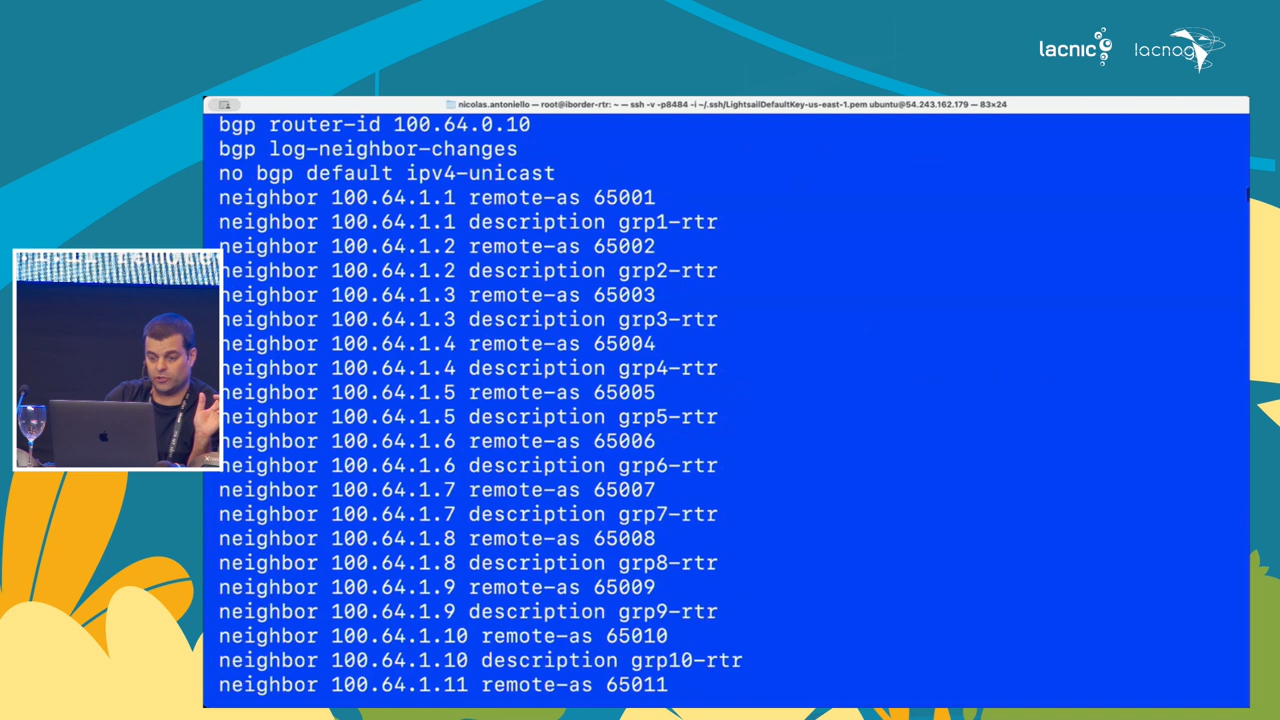 lacnic
lacnog
nicolas.antoniello — root@iborder-rtr: ~ — ssh -v -p8484 -i ~/.ssh/LightsailDefaultKey-us-east-1.pem ubuntu@54.243.162.179 — 83×24
bgp router-id 100.64.0.10
bgp log-neighbor-changes
no bgp default ipv4-unicast
neighbor 100.64.1.1 remote-as 65001
neighbor 100.64.1.1 description grp1-rtr
neighbor 100.64.1.2 remote-as 65002
neighbor 100.64.1.2 description grp2-rtr
neighbor 100.64.1.3 remote-as 65003
neighbor 100.64.1.3 description grp3-rtr
neighbor 100.64.1.4 remote-as 65004
neighbor 100.64.1.4 description grp4-rtr
neighbor 100.64.1.5 remote-as 65005
neighbor 100.64.1.5 description grp5-rtr
neighbor 100.64.1.6 remote-as 65006
neighbor 100.64.1.6 description grp6-rtr
neighbor 100.64.1.7 remote-as 65007
neighbor 100.64.1.7 description grp7-rtr
neighbor 100.64.1.8 remote-as 65008
neighbor 100.64.1.8 description grp8-rtr
neighbor 100.64.1.9 remote-as 65009
neighbor 100.64.1.9 description grp9-rtr
neighbor 100.64.1.10 remote-as 65010
neighbor 100.64.1.10 description grp10-rtr
neighbor 100.64.1.11 remote-as 65011